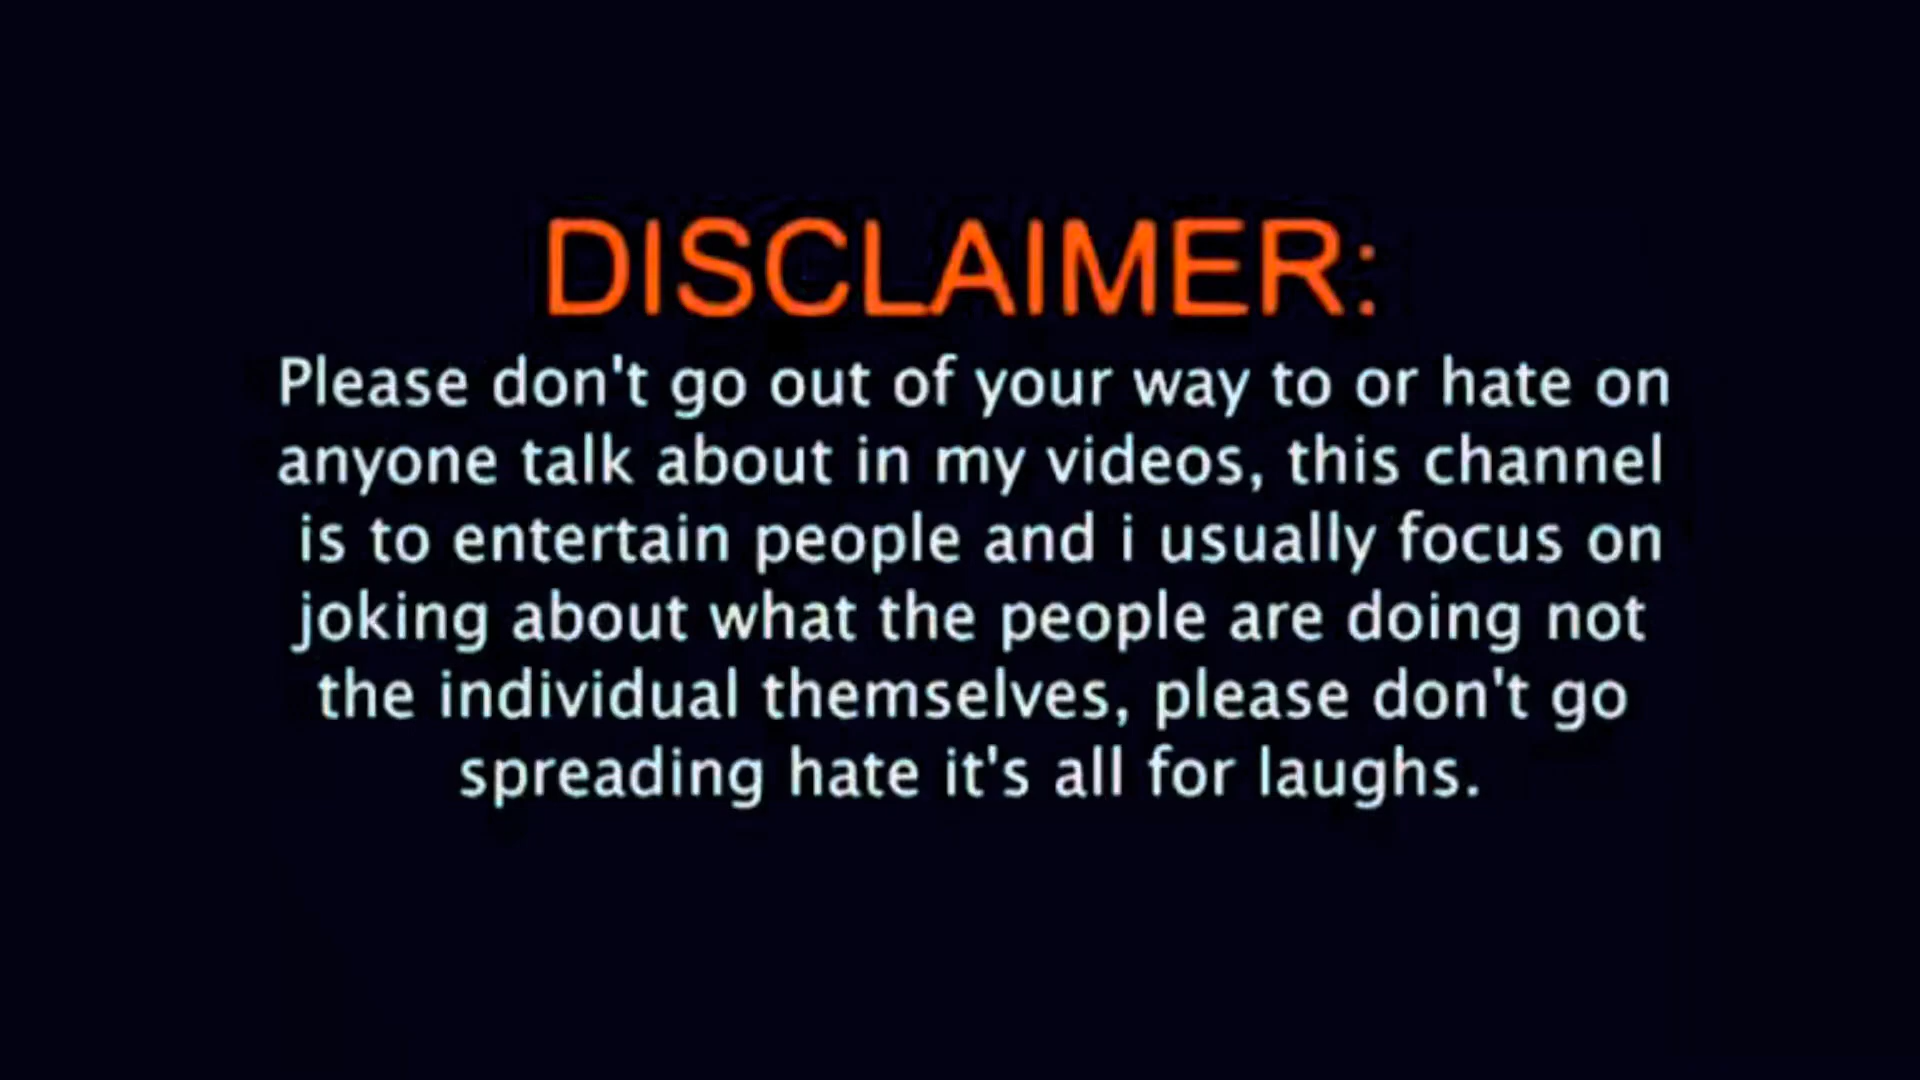 DISCLAIMER:
Please don't go out of your way to or hate on
anyone talk about in my videos, this channel
is to entertain people and i usually focus on
joking about what the people are doing not
the individual themselves, please don't go
spreading hate it's all for laughs.